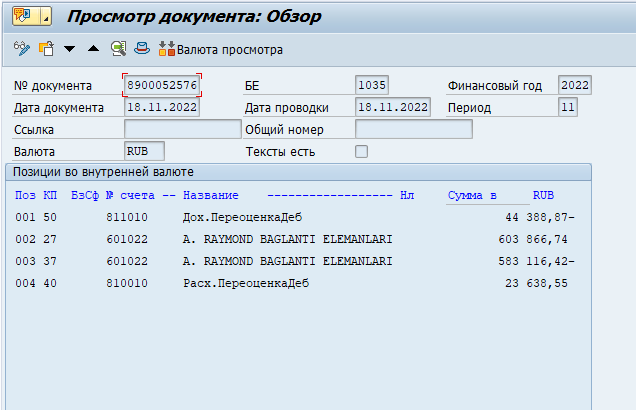 Просмотр документа: Обзор
Валюта просмотра
№ документа 8900052576 БЕ 1035 Финансовый год 2022
Дата документа 18.11.2022 Дата проводки 18.11.2022 Период 11
Ссылка Общий номер
Валюта RUB Тексты есть
Позиции во внутренней валюте
Поз КП БзСф № счета -- Название ------------------ Нл Сумма в RUB
001 50 811010 Дох.ПереоценкаДеб 44 388,87-
002 27 601022 A. RAYMOND BAGLANTI ELEMANLARI 603 866,74
003 37 601022 A. RAYMOND BAGLANTI ELEMANLARI 583 116,42-
004 40 810010 Расх.ПереоценкаДеб 23 638,55